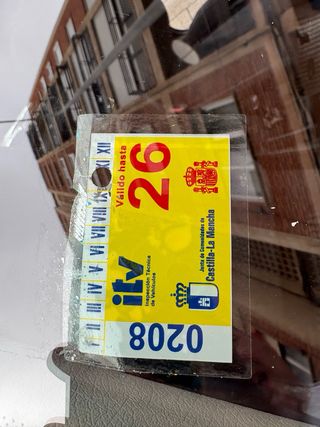 I II III IV V VI VII VIII IX X XI XII
Válido hasta
26
itv
Inspección Técnica
de Vehículos
Junta de Comunidades de
Castilla-La Mancha
0208